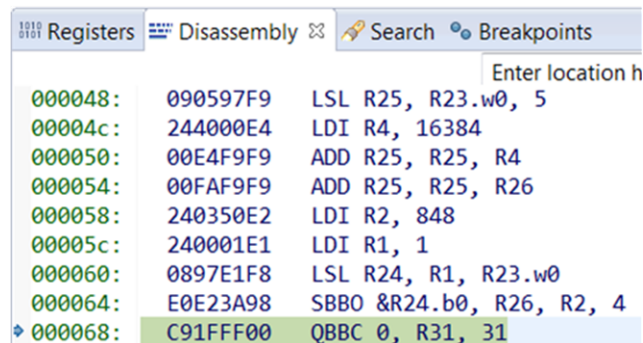 Registers Disassembly Search Breakpoints
Enter location h
000048: 090597F9 LSL R25, R23.w0, 5
00004c: 244000E4 LDI R4, 16384
000050: 00E4F9F9 ADD R25, R25, R4
000054: 00FAF9F9 ADD R25, R25, R26
000058: 240350E2 LDI R2, 848
00005c: 240001E1 LDI R1, 1
000060: 0897E1F8 LSL R24, R1, R23.w0
000064: E0E23A98 SBBO &R24.b0, R26, R2, 4
000068: C91FFF00 QBBC 0, R31, 31